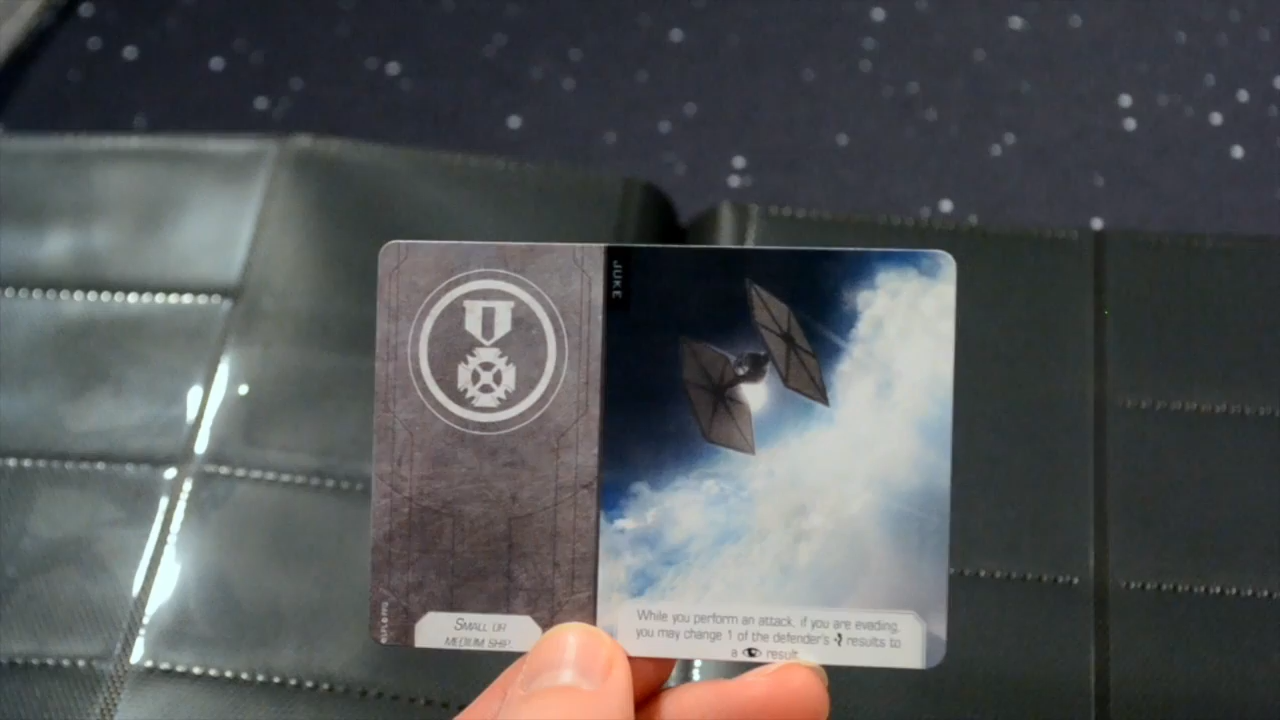 JUKE
SMALL OR
MEDIUM SHIP
While you perform an attack, if you are evading,
you may change 1 of the defender's results to
a result.